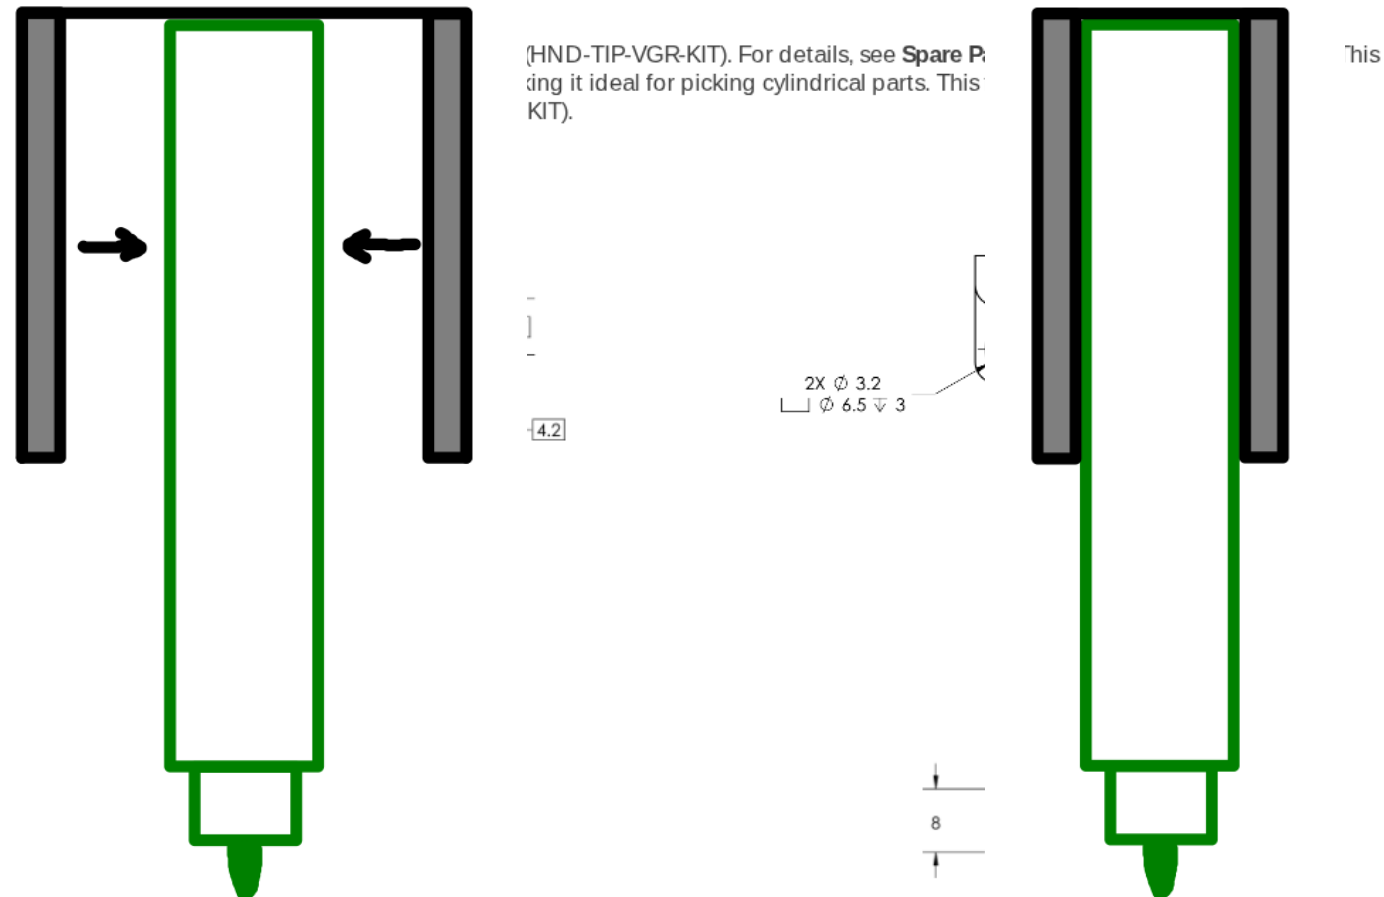 (HND-TIP-VGR-KIT). For details, see Spare This
it ideal for picking cylindrical parts. This
KIT).
2X Ø 3.2
⌴ Ø 6.5 ↧ 3
4.2
8